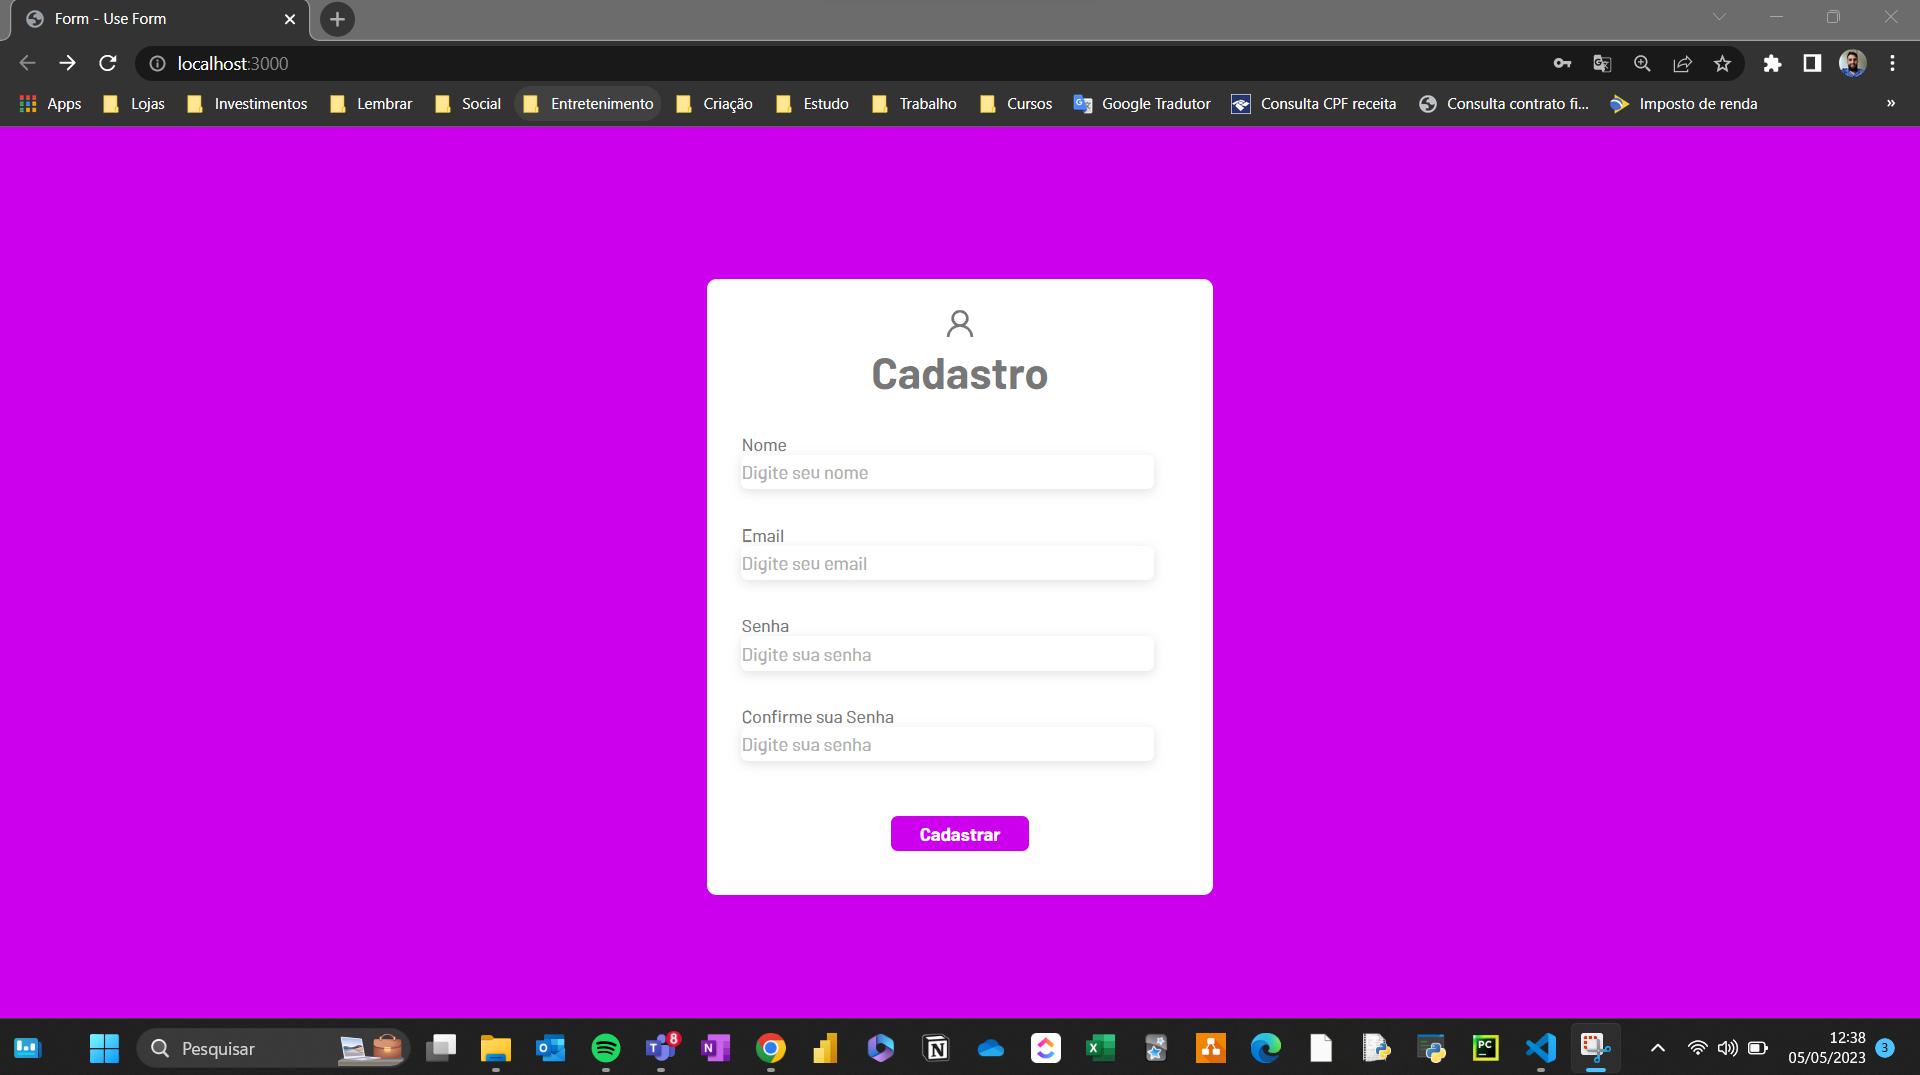 Form - Use Form
localhost:3000
Apps Lojas Investimentos Lembrar Social Entretenimento Criação Estudo Trabalho Cursos Google Tradutor Consulta CPF receita Consulta contrato fi... Imposto de renda »
Cadastro
Nome
Digite seu nome
Email
Digite seu email
Senha
Digite sua senha
Confirme sua Senha
Digite sua senha
Cadastrar
Pesquisar
8
PC
12:38
05/05/2023
3